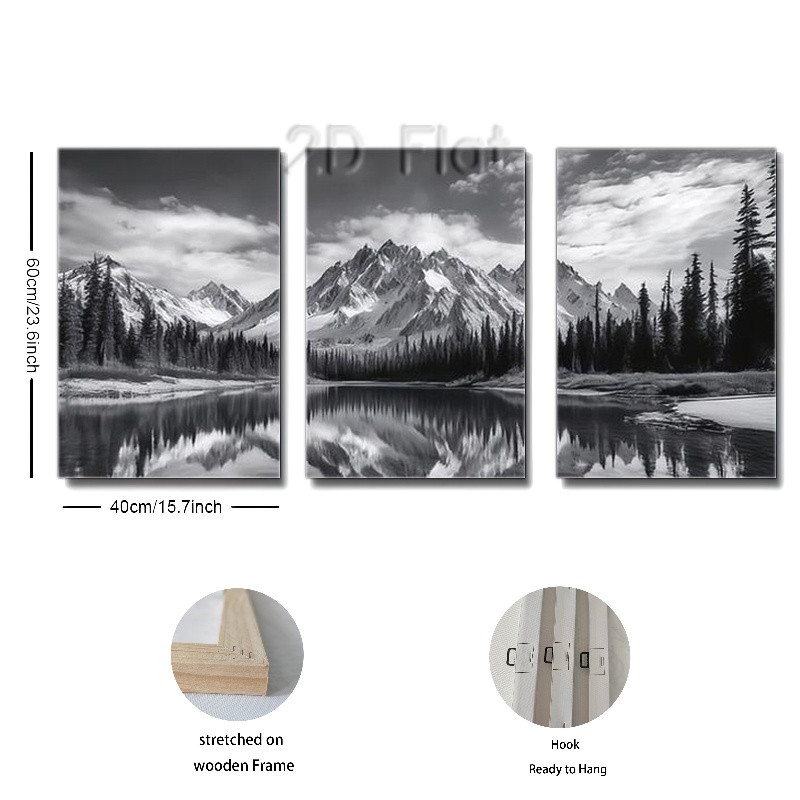 2D Flat
60cm/23.6inch
40cm/15.7inch
stretched on
wooden Frame
Hook
Ready to Hang